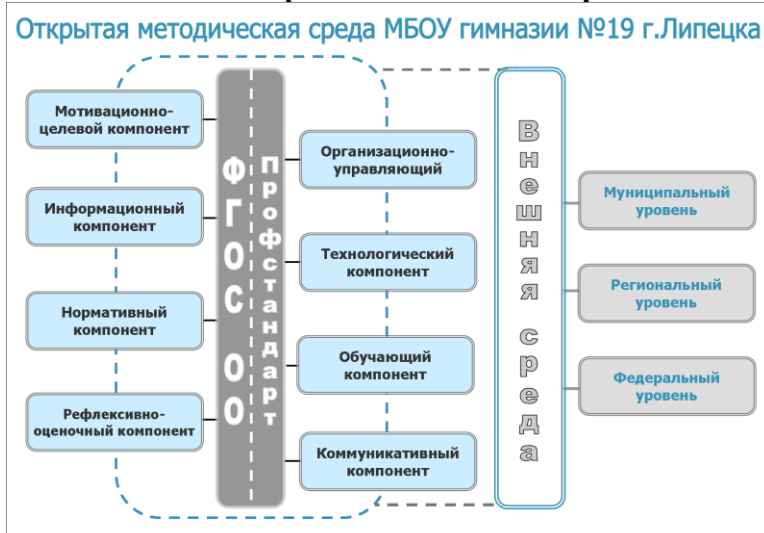 Открытая методическая среда МБОУ гимназии №19 г.Липецка
Мотивационно-
целевой компонент
Информационный
компонент
Нормативный
компонент
Рефлексивно-
оценочный компонент
ФГОС ОО
Профстандарт
Организационно-
управляющий
Технологический
компонент
Обучающий
компонент
Коммуникативный
компонент
Внешняя среда
Муниципальный
уровень
Региональный
уровень
Федеральный
уровень